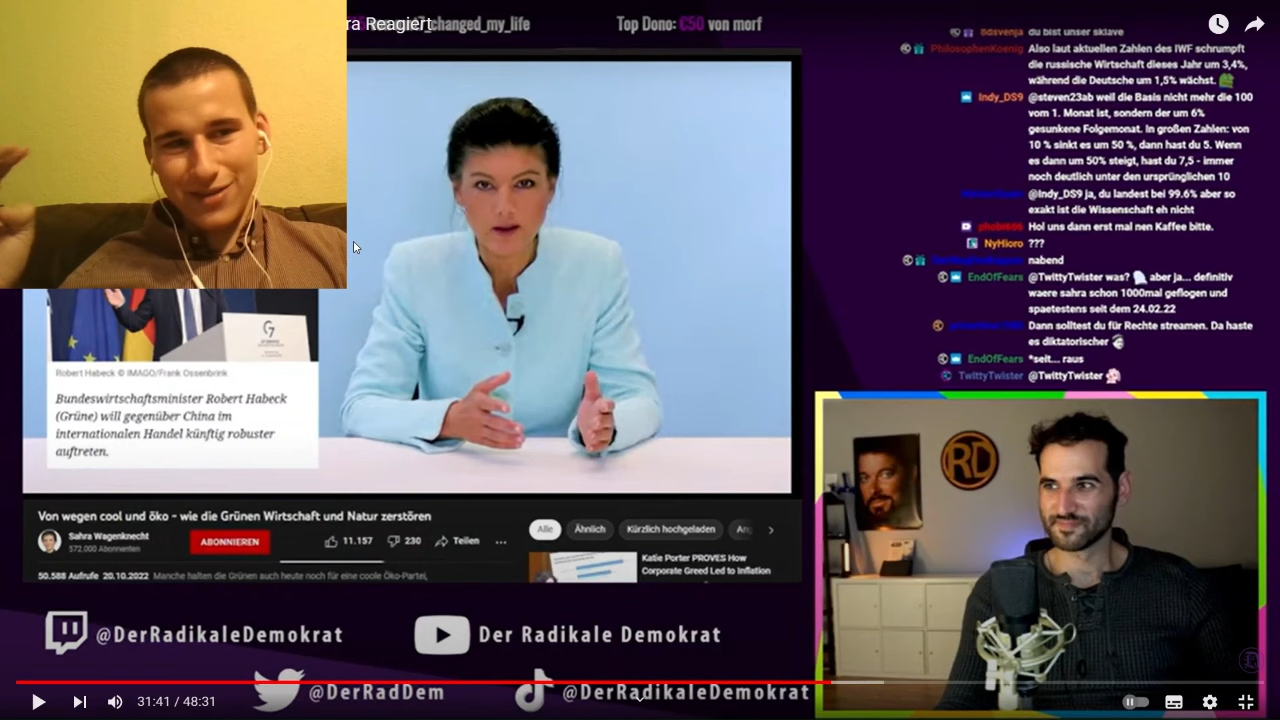 ra Reagiert
_changed_my_life
Top Dono: €50 von morf
8dsvenja du bist unser sklave
PhilosophenKoenig Also laut aktuellen Zahlen des IWF schrumpft
die russische Wirtschaft dieses Jahr um 3,4%,
während die Deutsche um 1,5% wächst.
Indy_DS9 @steven23ab weil die Basis nicht mehr die 100
vom 1. Monat ist, sondern der um 6%
gesunkene Folgemonat. In großen Zahlen: von
10 % sinkt es um 50 %, dann hast du 5. Wenn
es dann um 50% steigt, hast du 7,5 - immer
noch deutlich unter den ursprünglichen 10
@Indy_DS9 ja, du landest bei 99.6% aber so
exakt ist die Wissenschaft eh nicht
phobi606 Hol uns dann erst mal nen Kaffee bitte.
NyHioro ???
nabend
EndOfFears @TwittyTwister was? aber ja... definitiv
waere sahra schon 1000mal geflogen und
spaetestens seit dem 24.02.22
Dann solltest du für Rechte streamen. Da haste
es diktatorischer
EndOfFears *seit... raus
TwittyTwister @TwittyTwister
G7
Robert Habeck © IMAGO/Frank Ossenbrink
Bundeswirtschaftsminister Robert Habeck
(Grüne) will gegenüber China im
internationalen Handel künftig robuster
auftreten.
RD
Von wegen cool und öko - wie die Grünen Wirtschaft und Natur zerstören
Sahra Wagenknecht
572.000 Abonnenten
ABONNIEREN
11.157
230
Teilen
Alle
Ähnlich
Kürzlich hochgeladen
Katie Porter PROVES How
Corporate Greed Led to Inflation
50.588 Aufrufe 20.10.2022 Manche halten die Grünen auch heute noch für eine coole Öko-Partei,
@DerRadikaleDemokrat
Der Radikale Demokrat
@DerRadDem
@DerRadikaleDemokrat
31:41 / 48:31